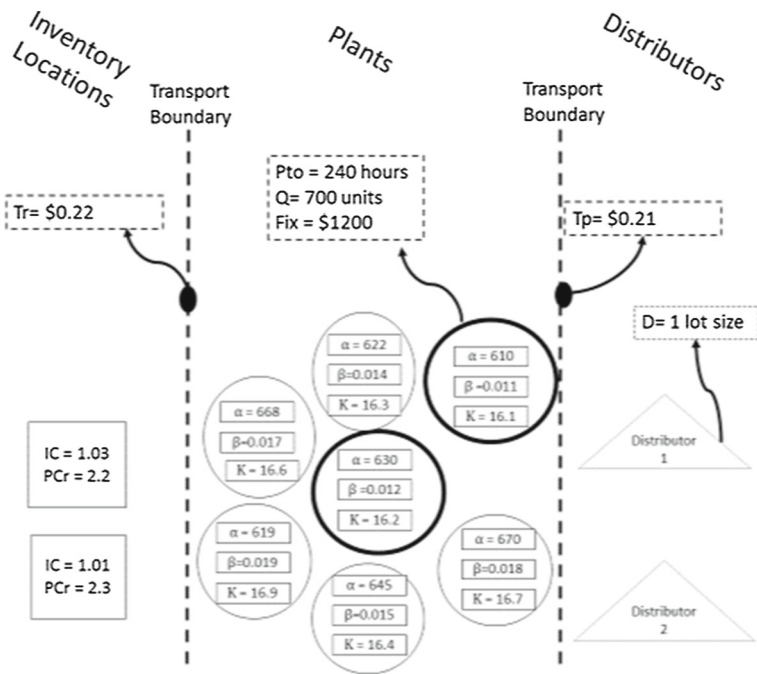 Inventory
Locations
Plants
Distributors
Transport
Boundary
Transport
Boundary
Tr= $0.22
Pto = 240 hours
Q= 700 units
Fix = $1200
Tp= $0.21
D= 1 lot size
α = 622
β=0.014
K - 16.3
α = 610
β -0.011
K = 16.1
α = 668
β-0.017
K - 16.6
α = 630
β =0.012
K - 16.2
α - 619
β=0.019
K - 16.9
α = 670
β=0.018
K - 16.7
α - 645
β-0.015
K = 16.4
IC = 1.03
PCr = 2.2
IC = 1.01
PCr = 2.3
Distributor
1
Distributor
2